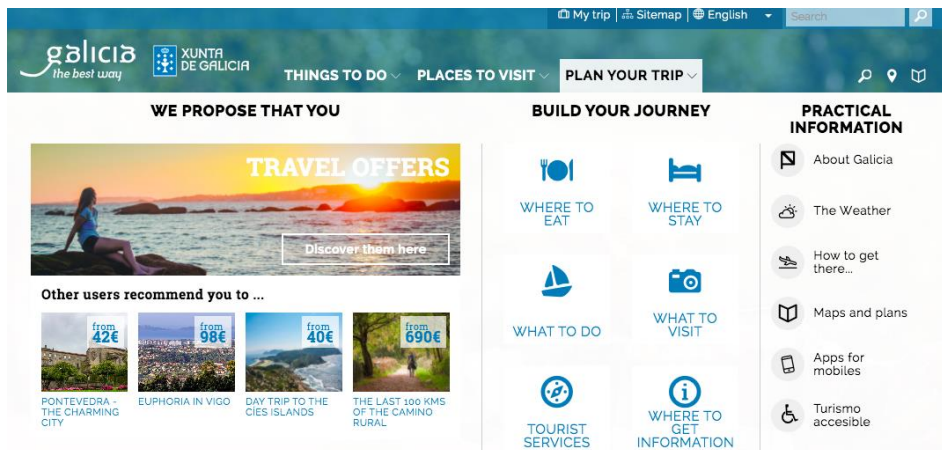 My trip | Sitemap | English
Search
galicia
the best way
XUNTA
DE GALICIA
THINGS TO DO
PLACES TO VISIT
PLAN YOUR TRIP
WE PROPOSE THAT YOU
TRAVEL OFFERS
Discover them here
Other users recommend you to ...
from
42€
PONTEVEDRA -
THE CHARMING
CITY
from
98€
EUPHORIA IN VIGO
from
40€
DAY TRIP TO THE
CÍES ISLANDS
from
690€
THE LAST 100 KMS
OF THE CAMINO
RURAL
BUILD YOUR JOURNEY
WHERE TO
EAT
WHERE TO
STAY
WHAT TO DO
WHAT TO
VISIT
TOURIST
SERVICES
WHERE TO
GET
INFORMATION
PRACTICAL
INFORMATION
About Galicia
The Weather
How to get
there...
Maps and plans
Apps for
mobiles
Turismo
accesible